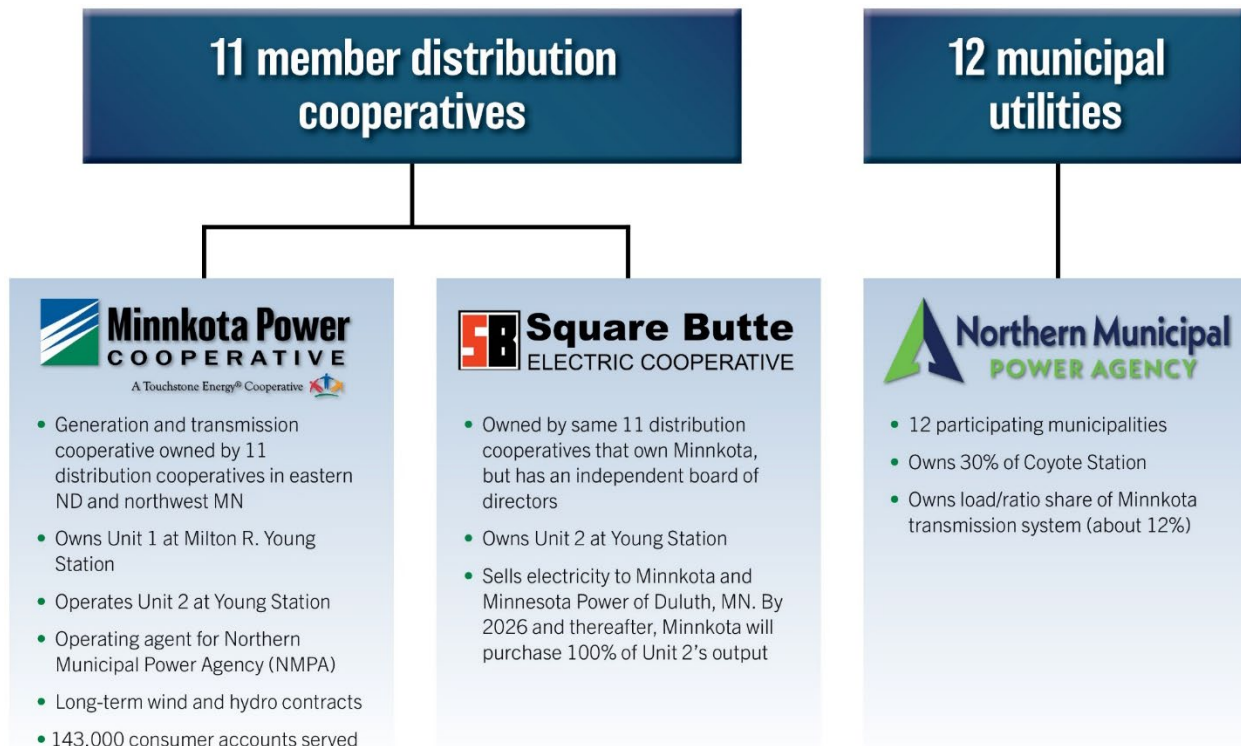 11 member distribution
cooperatives
12 municipal
utilities
Minnkota Power
COOPERATIVE
A Touchstone Energy® Cooperative
• Generation and transmission
cooperative owned by 11
distribution cooperatives in eastern
ND and northwest MN
• Owns Unit 1 at Milton R. Young
Station
• Operates Unit 2 at Young Station
• Operating agent for Northern
Municipal Power Agency (NMPA)
• Long-term wind and hydro contracts
• 143,000 consumer accounts served
SB Square Butte
ELECTRIC COOPERATIVE
• Owned by same 11 distribution
cooperatives that own Minnkota,
but has an independent board of
directors
• Owns Unit 2 at Young Station
• Sells electricity to Minnkota and
Minnesota Power of Duluth, MN. By
2026 and thereafter, Minnkota will
purchase 100% of Unit 2’s output
Northern Municipal
POWER AGENCY
• 12 participating municipalities
• Owns 30% of Coyote Station
• Owns load/ratio share of Minnkota
transmission system (about 12%)